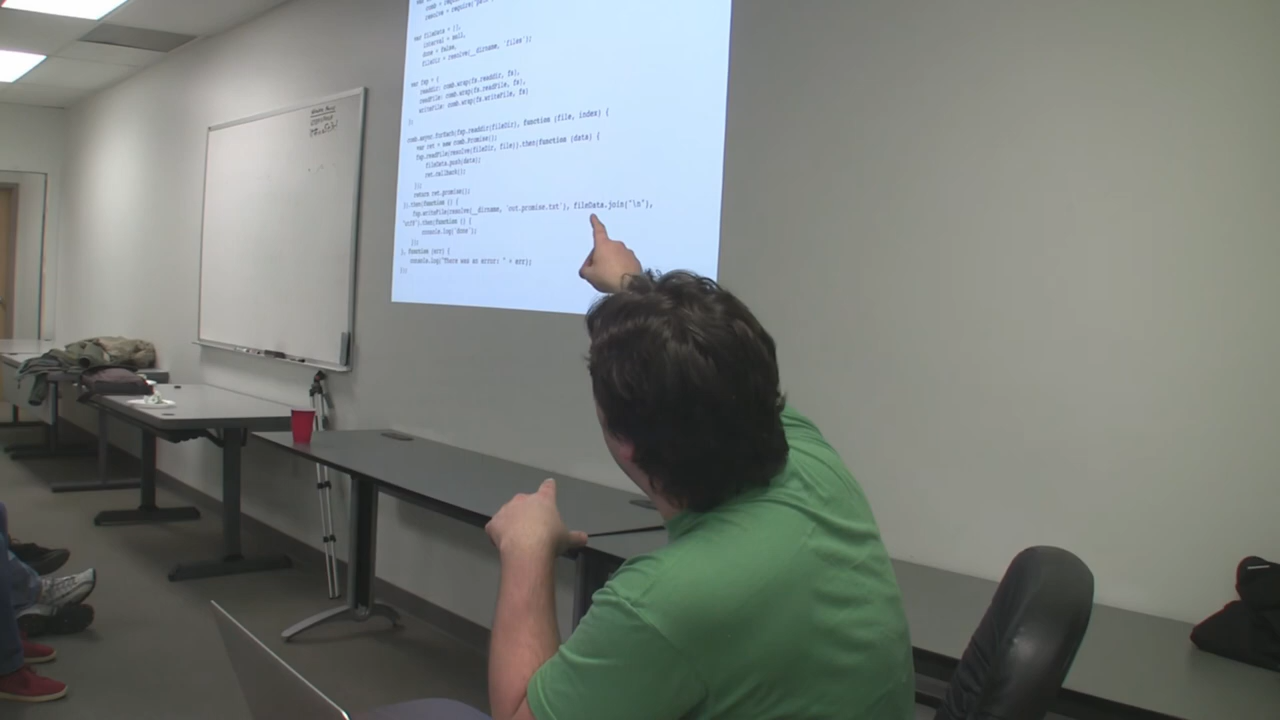 comb = 
resolve = require('path'
var fileData = [],
interval = null,
done = false,
fileDir = resolve(__dirname, 'files');
var fsp = {
readdir: comb.wrap(fs.readdir, fs),
readFile: comb.wrap(fs.readFile, fs),
writeFile: comb.wrap(fs.writeFile, fs)
};
comb.async.forEach(fsp.readdir(fileDir), function (file, index) {
var ret = new comb.Promise();
fsp.readFile(resolve(fileDir, file)).then(function (data) {
fileData.push(data);
ret.callback();
});
return ret.promise();
}).then(function () {
fsp.writeFile(resolve(__dirname, 'out.promise.txt'), fileData.join("\n"),
'utf8').then(function () {
console.log('done');
});
}, function (err) {
console.log("There was an error: " + err);
});